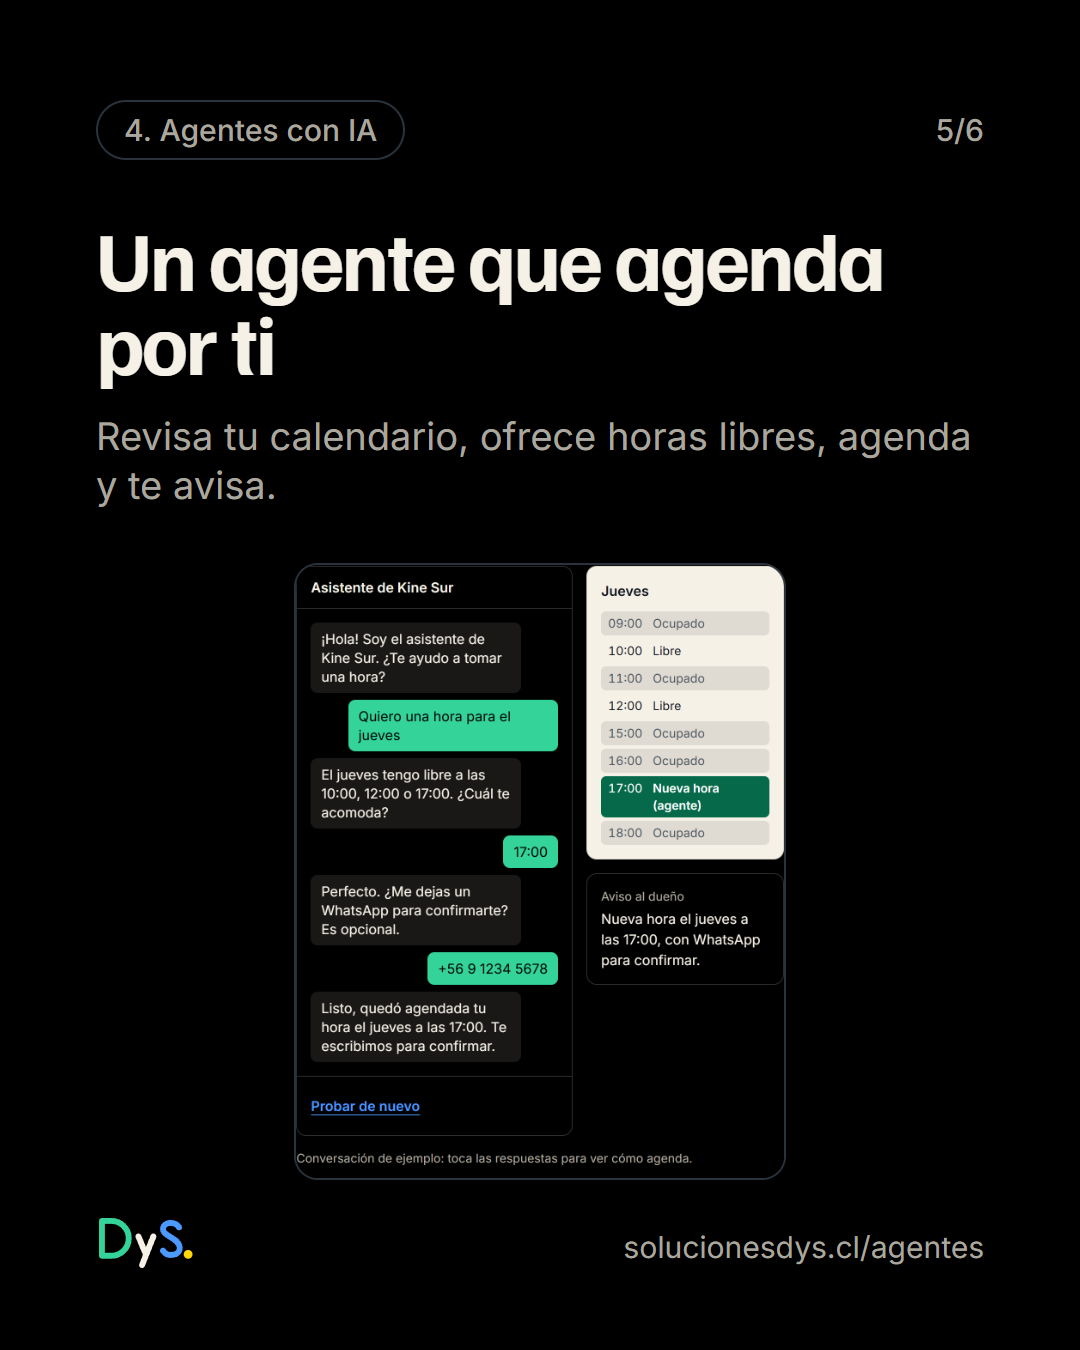 4. Agentes con IA
5/6
Un agente que agenda
por ti
Revisa tu calendario, ofrece horas libres, agenda
y te avisa.
Asistente de Kine Sur
¡Hola! Soy el asistente de
Kine Sur. ¿Te ayudo a tomar
una hora?
Quiero una hora para el
jueves
El jueves tengo libre a las
10:00, 12:00 o 17:00. ¿Cuál te
acomoda?
17:00
Perfecto. ¿Me dejas un
WhatsApp para confirmarte?
Es opcional.
+56 9 1234 5678
Listo, quedó agendada tu
hora el jueves a las 17:00. Te
escribimos para confirmar.
Probar de nuevo
Jueves
09:00 Ocupado
10:00 Libre
11:00 Ocupado
12:00 Libre
15:00 Ocupado
16:00 Ocupado
17:00 Nueva hora
(agente)
18:00 Ocupado
Aviso al dueño
Nueva hora el jueves a
las 17:00, con WhatsApp
para confirmar.
Conversación de ejemplo: toca las respuestas para ver cómo agenda.
DyS.
solucionesdys.cl/agentes